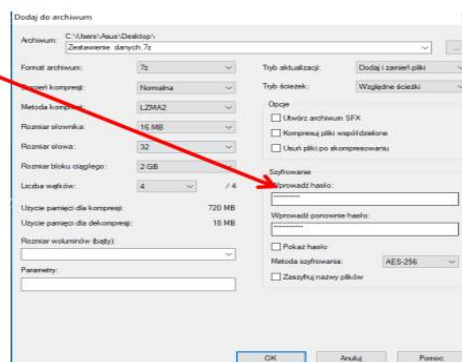 Dodaj do archiwum
Archiwum: C:\Users\Asus\Desktop\
Zestawienie danych.7z
...
Format archiwum: 7z
Stopień kompresji: Normalna
Metoda kompresji: LZMA2
Rozmiar słownika: 16 MB
Rozmiar słowa: 32
Rozmiar bloku ciągłego: 2 GB
Liczba wątków: 4 / 4
Użycie pamięci dla kompresji: 720 MB
Użycie pamięci dla dekompresji: 18 MB
Rozmiar woluminów (bajty):
Parametry:
Tryb aktualizacji: Dodaj i zamień pliki
Tryb ścieżek: Względne ścieżki
Opcje
Utwórz archiwum SFX
Kompresuj pliki współdzielone
Usuń pliki po skompresowaniu
Szyfrowanie
Wprowadź hasło:
Wprowadź ponownie hasło:
Pokaż hasło
Metoda szyfrowania: AES-256
Zaszyfruj nazwy plików
OK Anuluj Pomoc